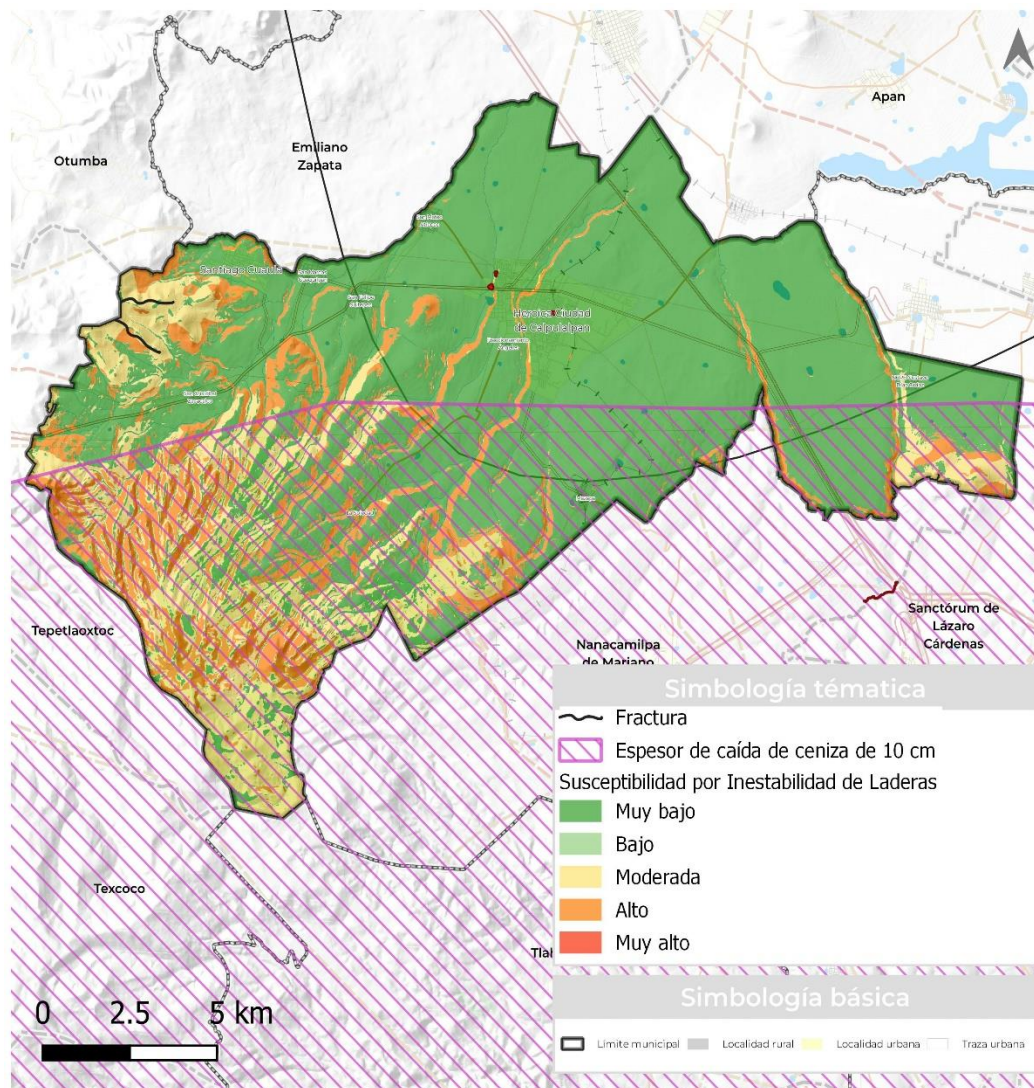 Apan
Otumba
Emiliano
Zapata
Santiago Cuaula
San Felipe
Heroica Ciudad
de Calpulalpan
Tepetlaoxtoc
Sanctórum de
Lázaro
Cárdenas
Nanacamilpa
de Mariano
Texcoco
Tla
Simbología témática
Fractura
Espesor de caída de ceniza de 10 cm
Susceptibilidad por Inestabilidad de Laderas
Muy bajo
Bajo
Moderada
Alto
Muy alto
Simbología básica
Límite municipal Localidad rural Localidad urbana Traza urbana
0 2.5 5 km